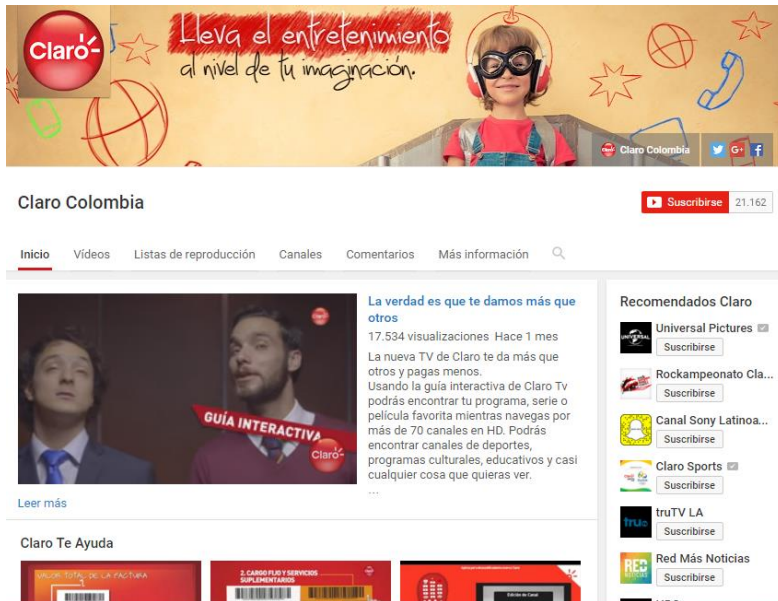 Claro
Lleva el entretenimiento
al nivel de tu imaginación.
Claro Colombia
Claro Colombia
Suscribirse 21.162
Inicio Vídeos Listas de reproducción Canales Comentarios Más información
GUÍA INTERACTIVA
Claro
La verdad es que te damos más que
otros
17.534 visualizaciones Hace 1 mes
La nueva TV de Claro te da más que
otros y pagas menos.
Usando la guía interactiva de Claro Tv
podrás encontrar tu programa, serie o
película favorita mientras navegas por
más de 70 canales en HD. Podrás
encontrar canales de deportes,
programas culturales, educativos y casi
cualquier cosa que quieras ver.
...
Leer más
Recomendados Claro
Universal Pictures
Suscribirse
Rockampeonato Cla...
Suscribirse
Canal Sony Latinoa...
Suscribirse
Claro Sports
Suscribirse
truTV LA
Suscribirse
Red Más Noticias
Suscribirse
Claro Te Ayuda
VALOR TOTAL DE LA FACTURA
2. CARGO FIJO Y SERVICIOS
SUPLEMENTARIOS
Edición de Canal